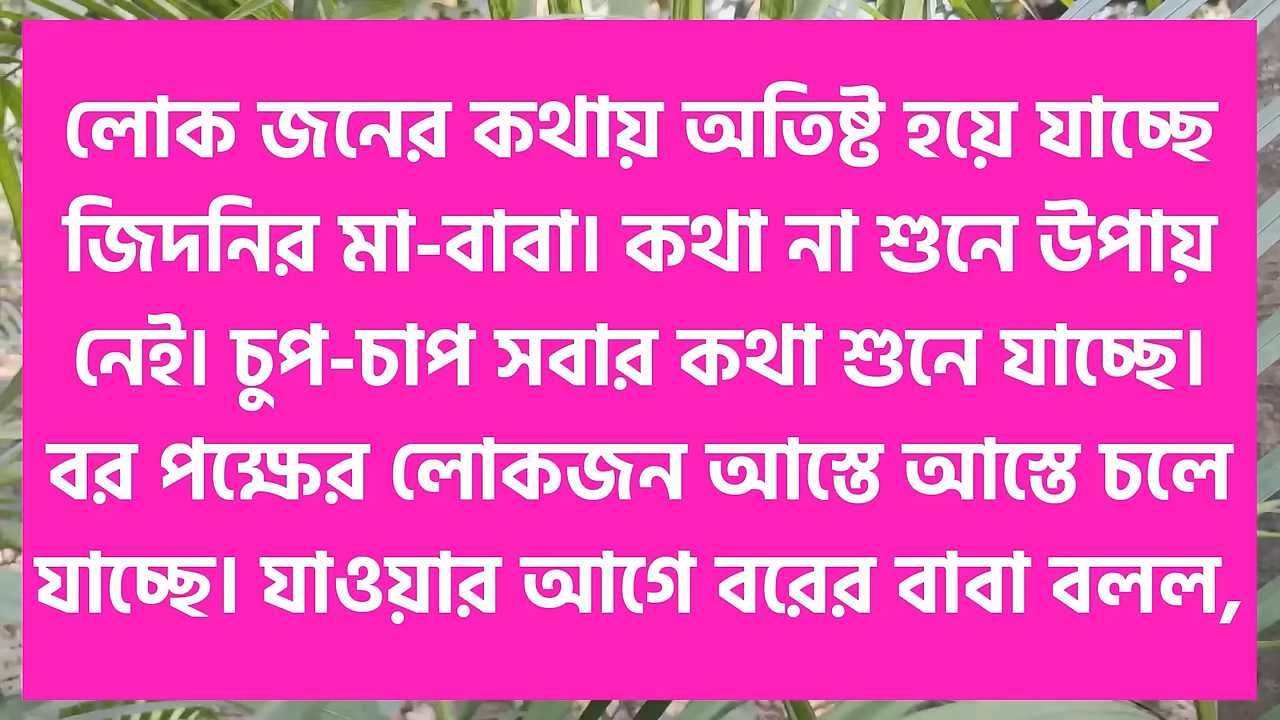 লোক জনের কথায় অতিষ্ট হয়ে যাচ্ছে
জিদনির মা-বাবা। কথা না শুনে উপায়
নেই। চুপ-চাপ সবার কথা শুনে যাচ্ছে।
বর পক্ষের লোকজন আস্তে আস্তে চলে
যাচ্ছে। যাওয়ার আগে বরের বাবা বলল,